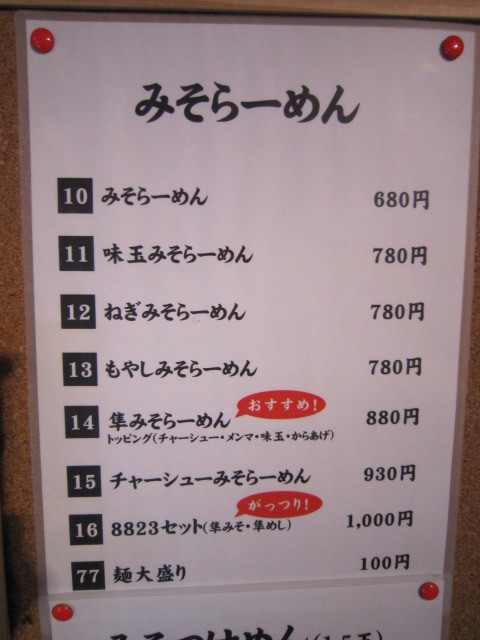 みそらーめん
10 みそらーめん 680円
11 味玉みそらーめん 780円
12 ねぎみそらーめん 780円
13 もやしみそらーめん 780円
おすすめ!
14 隼みそらーめん 880円
トッピング(チャーシュー・メンマ・味玉・からあげ)
15 チャーシューみそらーめん 930円
がっつり!
16 8823セット(隼みそ・隼めし) 1,000円
77 麺大盛り 100円